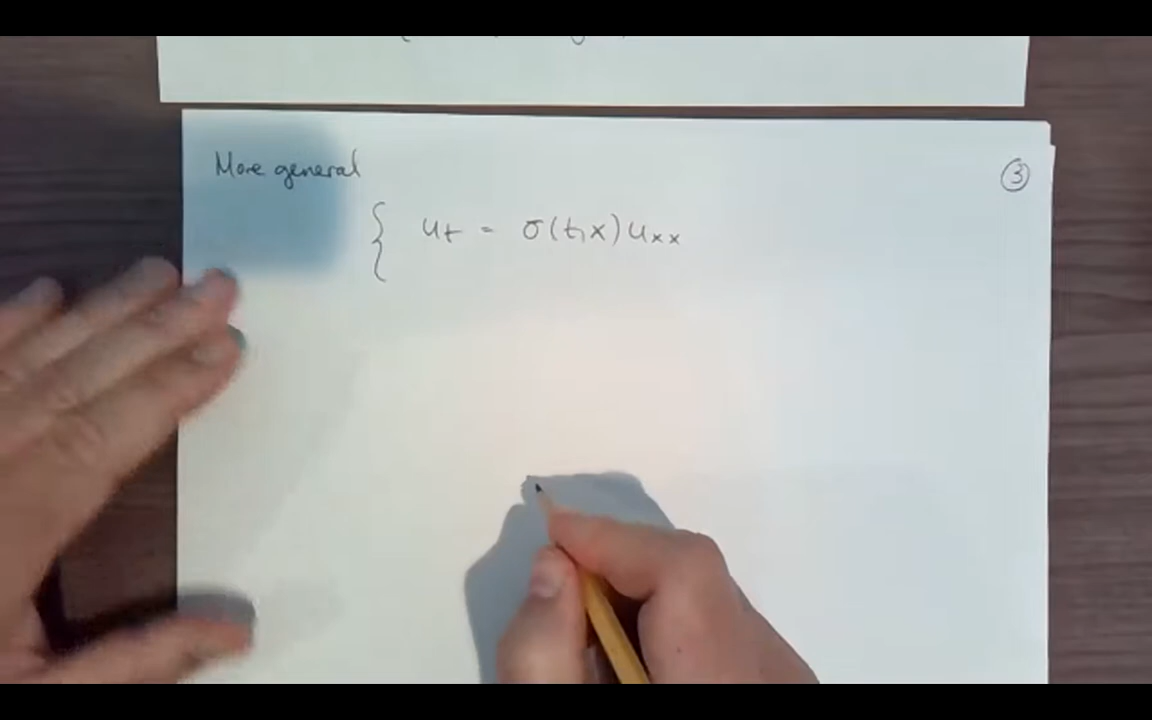 More general
③
{ u_t = σ(t,x) u_xx